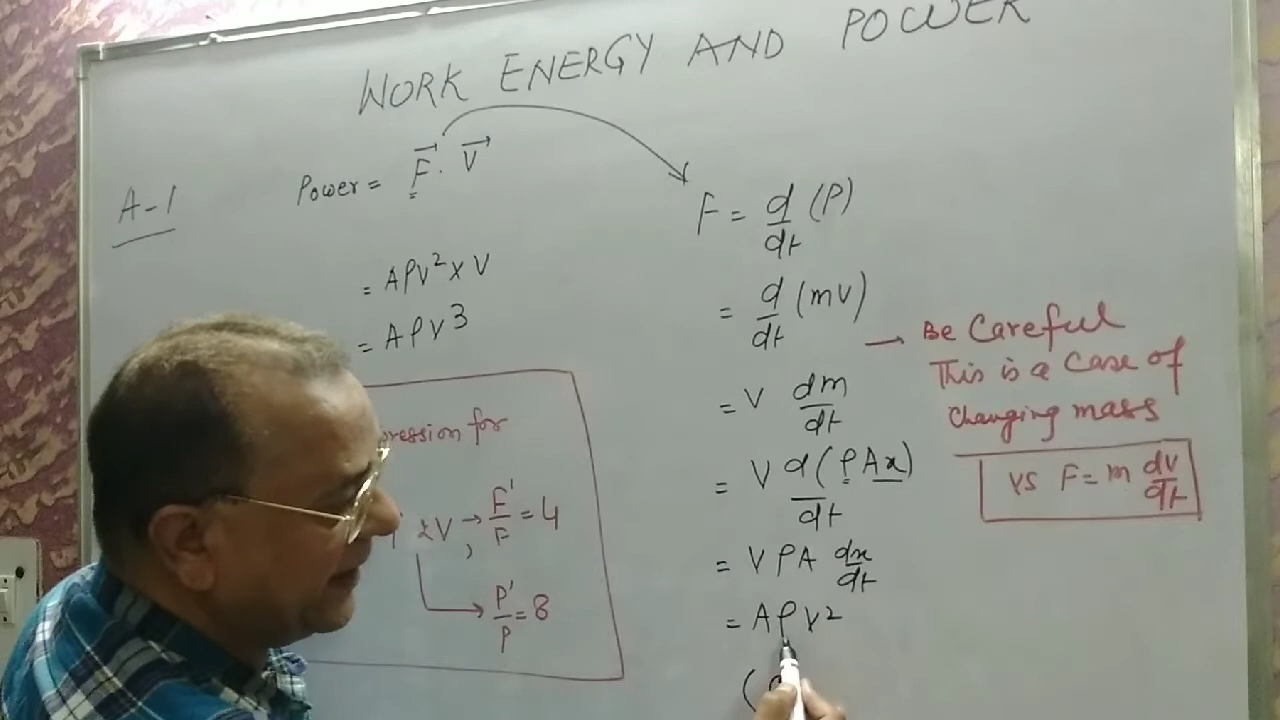 WORK ENERGY AND POWER
A-1
Power = F⃗ · V⃗
= AρV² × V
= AρV³
ression for
2V, → F'/F = 4
→ P'/P = 8
F = d/dt (P)
= d/dt (mV)
= V dm/dt
= V d(ρAx)/dt
= VρA dx/dt
= AρV²
(
→ Be Careful
This is a Case of
Changing mass
VS F = m dV/dt